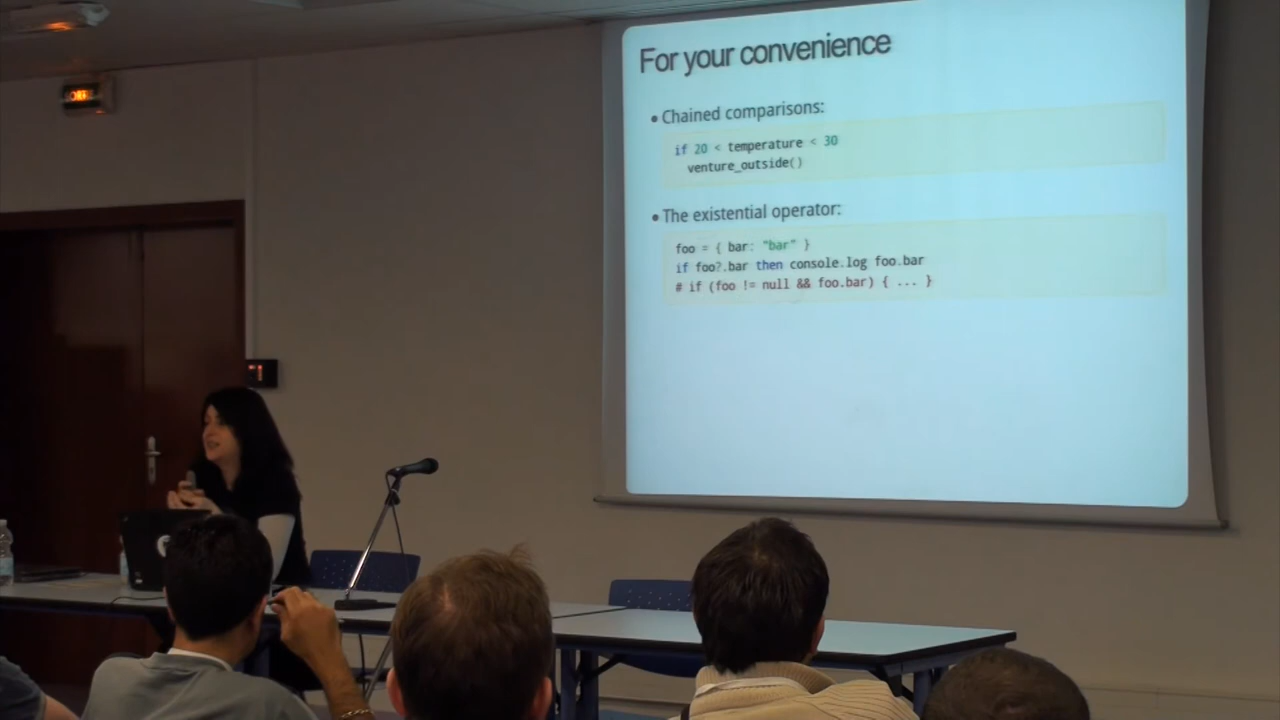 For your convenience
• Chained comparisons:
if 20 < temperature < 30
venture_outside()
• The existential operator:
foo = { bar: "bar" }
if foo?.bar then console.log foo.bar
# if (foo != null && foo.bar) { ... }